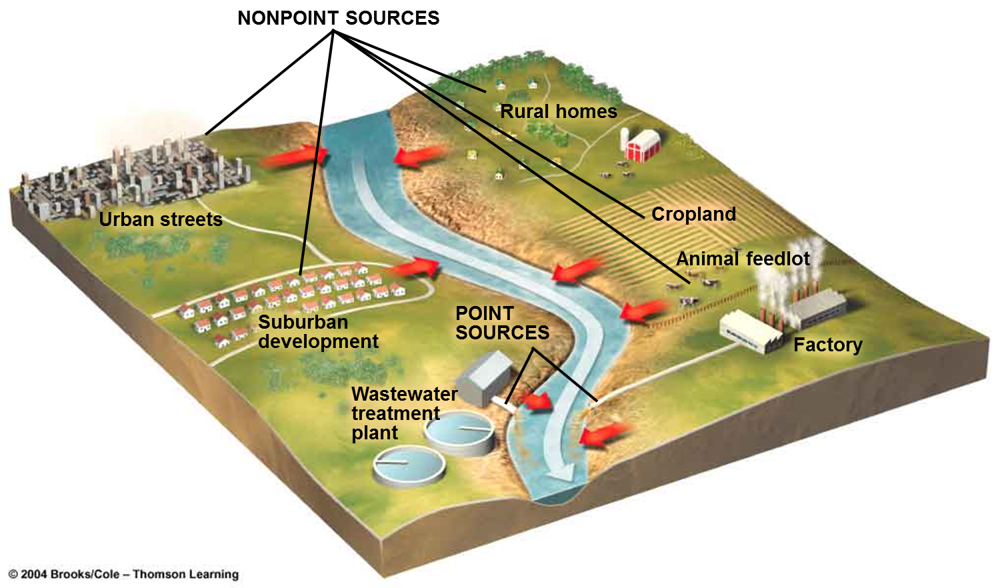 NONPOINT SOURCES
Rural homes
Urban streets
Cropland
Animal feedlot
Suburban
development
POINT
SOURCES
Factory
Wastewater
treatment
plant
© 2004 Brooks/Cole – Thomson Learning